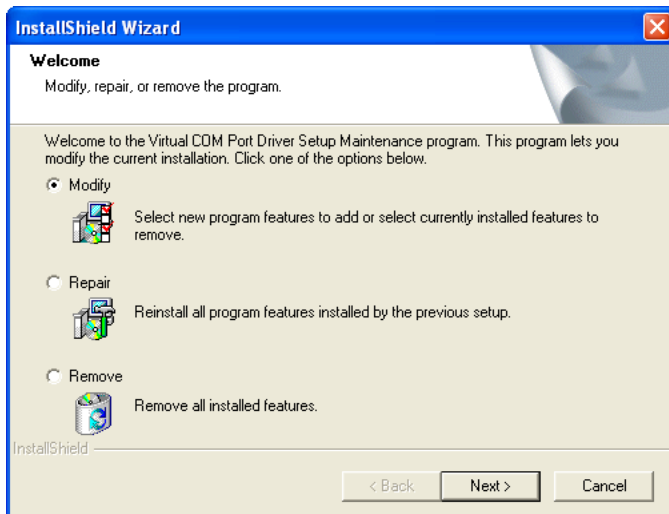 InstallShield Wizard
Welcome
Modify, repair, or remove the program.
Welcome to the Virtual COM Port Driver Setup Maintenance program. This program lets you
modify the current installation. Click one of the options below.
Modify
Select new program features to add or select currently installed features to
remove.
Repair
Reinstall all program features installed by the previous setup.
Remove
Remove all installed features.
InstallShield
< Back
Next >
Cancel